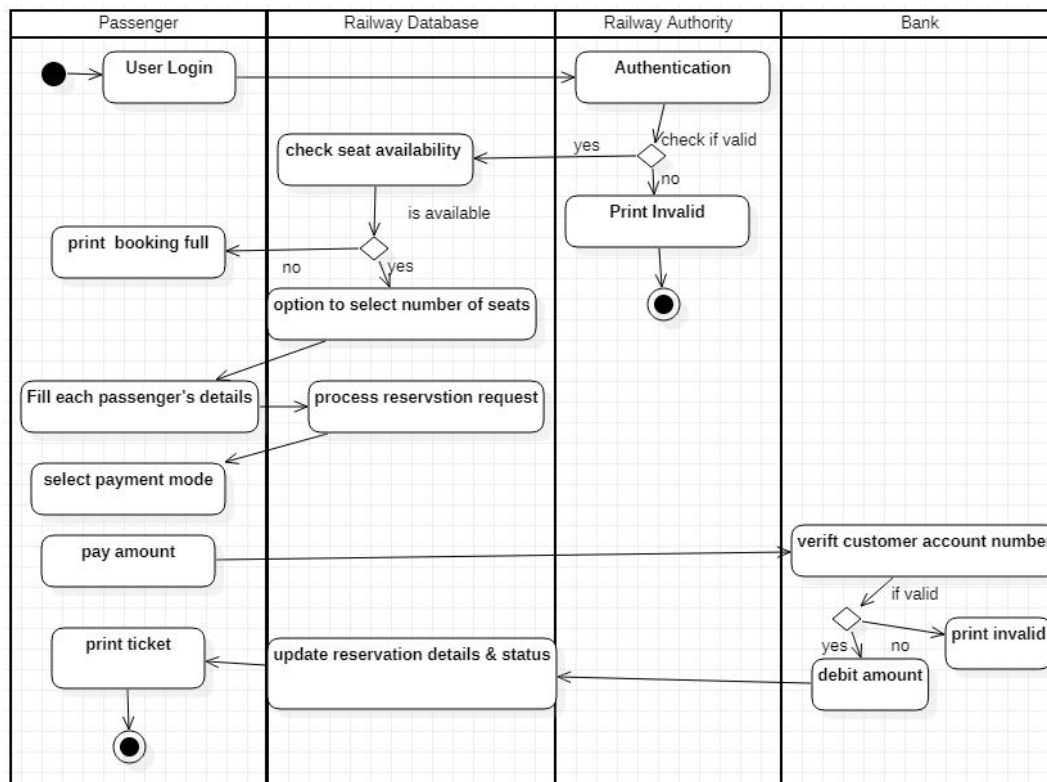 Passenger
Railway Database
Railway Authority
Bank
User Login
Authentication
check if valid
yes
no
check seat availability
Print Invalid
is available
print  booking full
no
yes
option to select number of seats
Fill each passenger's details
process reservstion request
select payment mode
pay amount
verift customer account number
if valid
yes
no
print invalid
debit amount
update reservation details & status
print ticket